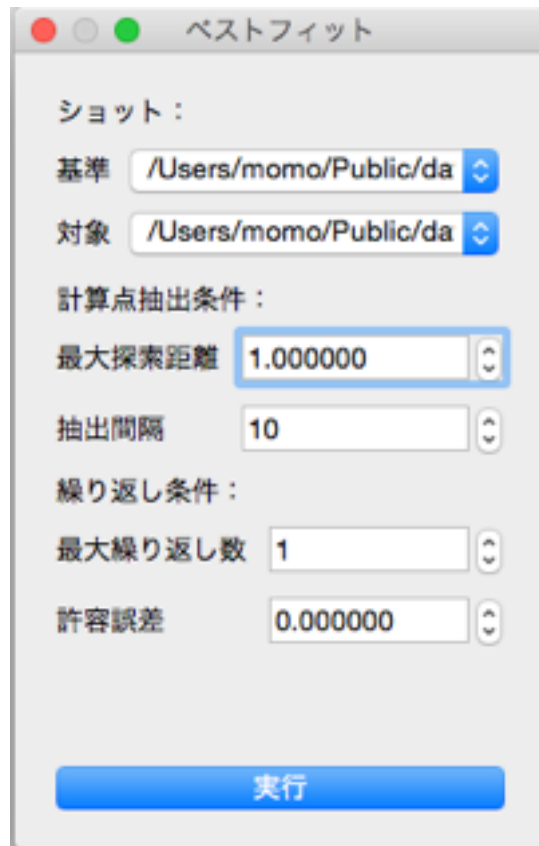 ベストフィット
ショット：
基準 /Users/momo/Public/da
対象 /Users/momo/Public/da
計算点抽出条件：
最大探索距離 1.000000
抽出間隔 10
繰り返し条件：
最大繰り返し数 1
許容誤差 0.000000
実行